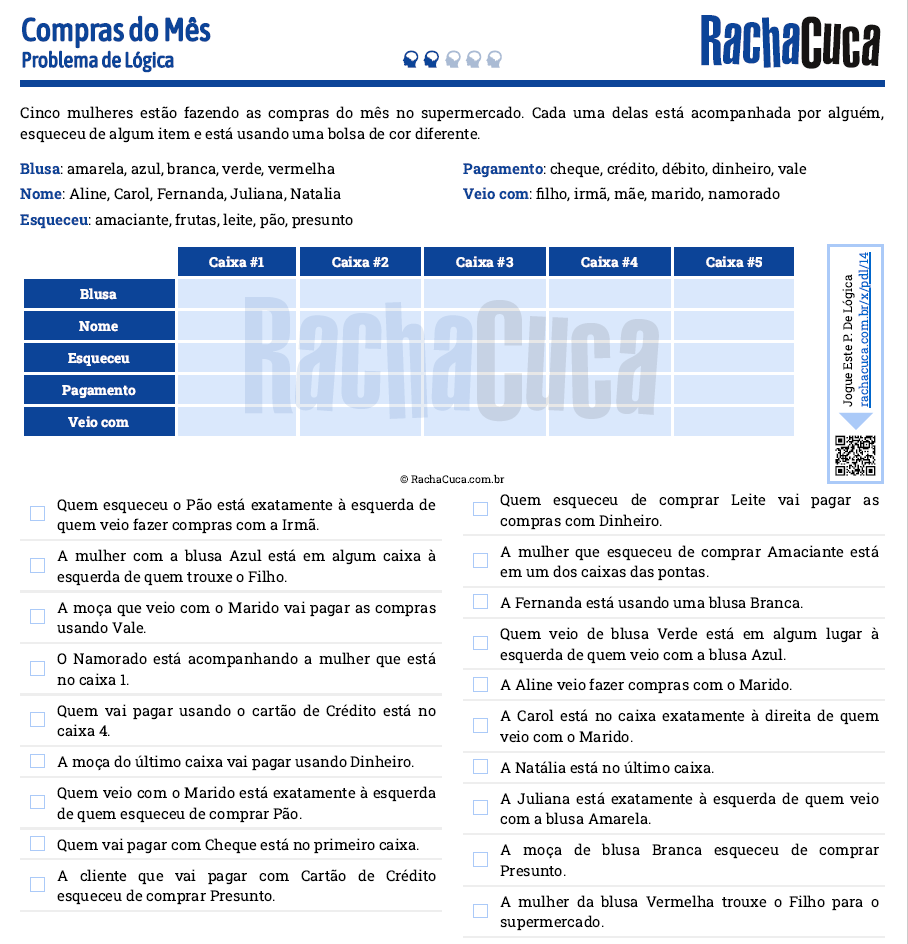 Compras do Mês
Problema de Lógica
RachaCuca
Cinco mulheres estão fazendo as compras do mês no supermercado. Cada uma delas está acompanhada por alguém,
esqueceu de algum item e está usando uma bolsa de cor diferente.
Blusa: amarela, azul, branca, verde, vermelha
Nome: Aline, Carol, Fernanda, Juliana, Natalia
Esqueceu: amaciante, frutas, leite, pão, presunto
Pagamento: cheque, crédito, débito, dinheiro, vale
Veio com: filho, irmã, mãe, marido, namorado
Caixa #1 Caixa #2 Caixa #3 Caixa #4 Caixa #5
Blusa
Nome
Esqueceu
Pagamento
Veio com
RachaCuca
Jogue Este P. De Lógica
rachacuca.com.br/x/pdl/14
© RachaCuca.com.br
Quem esqueceu o Pão está exatamente à esquerda de
quem veio fazer compras com a Irmã.
A mulher com a blusa Azul está em algum caixa à
esquerda de quem trouxe o Filho.
A moça que veio com o Marido vai pagar as compras
usando Vale.
O Namorado está acompanhando a mulher que está
no caixa 1.
Quem vai pagar usando o cartão de Crédito está no
caixa 4.
A moça do último caixa vai pagar usando Dinheiro.
Quem veio com o Marido está exatamente à esquerda
de quem esqueceu de comprar Pão.
Quem vai pagar com Cheque está no primeiro caixa.
A cliente que vai pagar com Cartão de Crédito
esqueceu de comprar Presunto.
Quem esqueceu de comprar Leite vai pagar as
compras com Dinheiro.
A mulher que esqueceu de comprar Amaciante está
em um dos caixas das pontas.
A Fernanda está usando uma blusa Branca.
Quem veio de blusa Verde está em algum lugar à
esquerda de quem veio com a blusa Azul.
A Aline veio fazer compras com o Marido.
A Carol está no caixa exatamente à direita de quem
veio com o Marido.
A Natália está no último caixa.
A Juliana está exatamente à esquerda de quem veio
com a blusa Amarela.
A moça de blusa Branca esqueceu de comprar
Presunto.
A mulher da blusa Vermelha trouxe o Filho para o
supermercado.